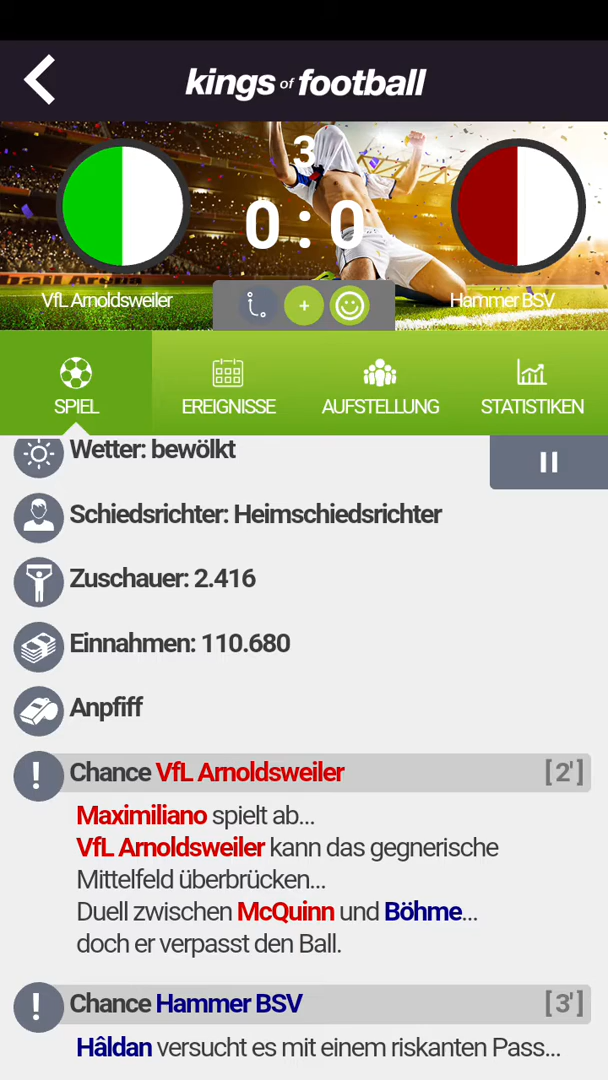 kings of football
3
0 : 0
ball Arena
VfL Arnoldsweiler
+
Hammer BSV
SPIEL
EREIGNISSE
AUFSTELLUNG
STATISTIKEN
Wetter: bewölkt
Schiedsrichter: Heimschiedsrichter
Zuschauer: 2.416
Einnahmen: 110.680
Anpfiff
! Chance VfL Arnoldsweiler [2']
Maximiliano spielt ab...
VfL Arnoldsweiler kann das gegnerische
Mittelfeld überbrücken...
Duell zwischen McQuinn und Böhme...
doch er verpasst den Ball.
! Chance Hammer BSV [3']
Hâldan versucht es mit einem riskanten Pass...